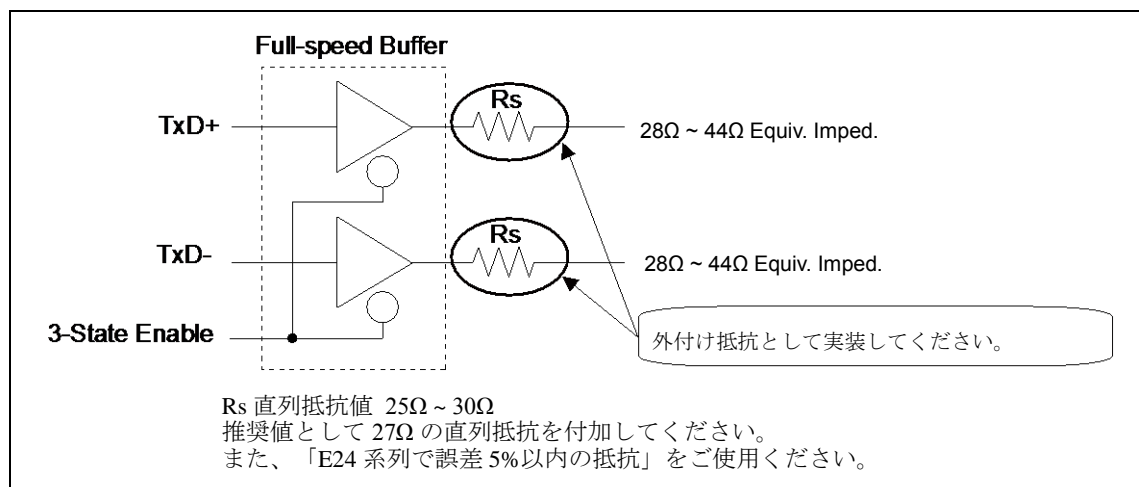 Full-speed Buffer
Rs
TxD+
28Ω ~ 44Ω Equiv. Imped.
Rs
TxD-
28Ω ~ 44Ω Equiv. Imped.
3-State Enable
外付け抵抗として実装してください。
Rs 直列抵抗値 25Ω ~ 30Ω
推奨値として 27Ω の直列抵抗を付加してください。
また、「E24 系列で誤差 5%以内の抵抗」をご使用ください。